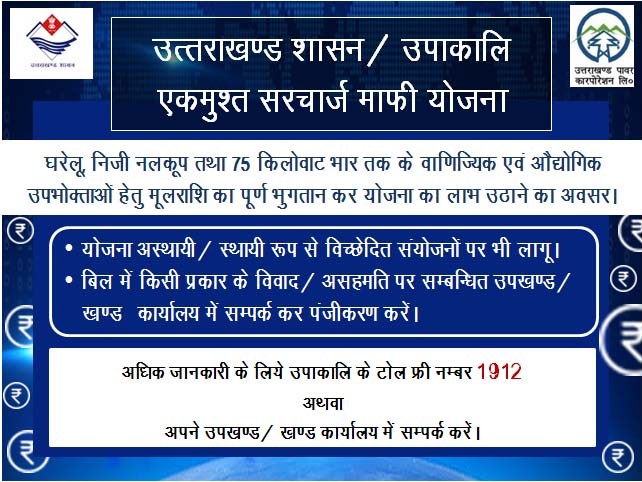 उत्तराखण्ड शासन
उत्तराखण्ड शासन/ उपाकालि
एकमुश्त सरचार्ज माफी योजना
उत्तराखण्ड पावर
कारपोरेशन लि०
घरेलू, निजी नलकूप तथा 75 किलोवाट भार तक के वाणिज्यिक एवं औद्योगिक
उपभोक्ताओं हेतु मूलराशि का पूर्ण भुगतान कर योजना का लाभ उठाने का अवसर।
• योजना अस्थायी/ स्थायी रूप से विच्छेदित संयोजनों पर भी लागू।
• बिल में किसी प्रकार के विवाद/ असहमति पर सम्बन्धित उपखण्ड/
खण्ड कार्यालय में सम्पर्क कर पंजीकरण करें।
अधिक जानकारी के लिये उपाकालि के टोल फ्री नम्बर 1912
अथवा
अपने उपखण्ड/ खण्ड कार्यालय में सम्पर्क करें।